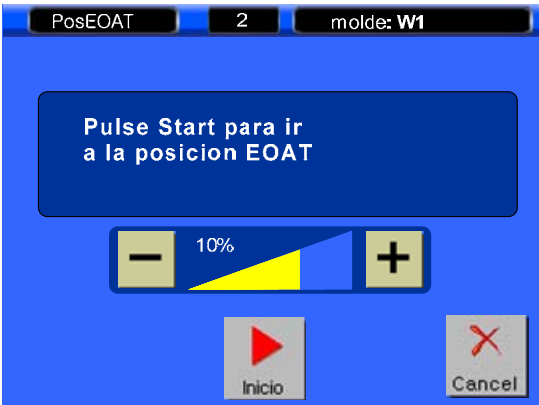 PosEOAT 2 molde: W1
Pulse Start para ir
a la posicion EOAT
10%
Inicio
Cancel